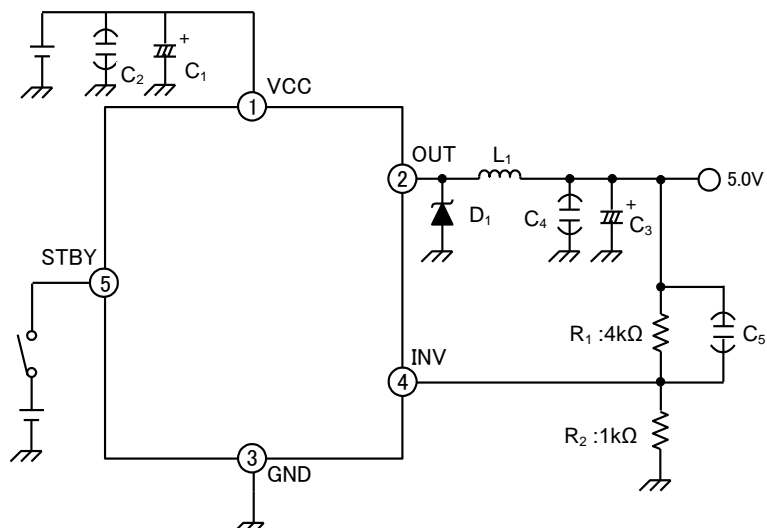 +
C₂
C₁
VCC
1
OUT
L₁
2
5.0V
D₁
C₄
+
C₃
STBY
5
R₁ :4kΩ
C₅
INV
4
R₂ :1kΩ
3
GND